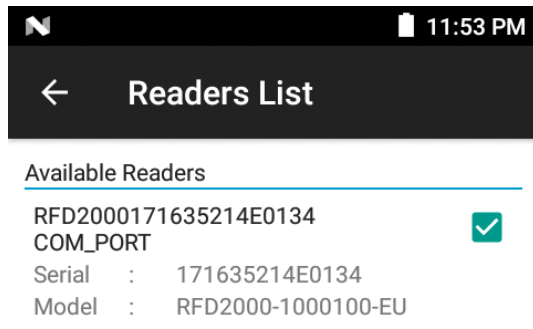 11:53 PM
Readers List
Available Readers
RFD2000171635214E0134
COM_PORT
Serial : 171635214E0134
Model : RFD2000-1000100-EU